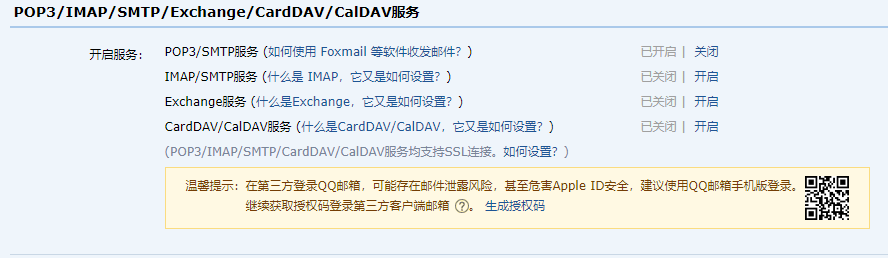 POP3/IMAP/SMTP/Exchange/CardDAV/CalDAV服务
开启服务： POP3/SMTP服务 (如何使用 Foxmail 等软件收发邮件？) 已开启 | 关闭
IMAP/SMTP服务 (什么是 IMAP，它又是如何设置？) 已关闭 | 开启
Exchange服务 (什么是Exchange，它又是如何设置？) 已关闭 | 开启
CardDAV/CalDAV服务 (什么是CardDAV/CalDAV，它又是如何设置？) 已关闭 | 开启
(POP3/IMAP/SMTP/CardDAV/CalDAV服务均支持SSL连接。如何设置？)
温馨提示：在第三方登录QQ邮箱，可能存在邮件泄露风险，甚至危害Apple ID安全，建议使用QQ邮箱手机版登录。
继续获取授权码登录第三方客户端邮箱 ?。 生成授权码